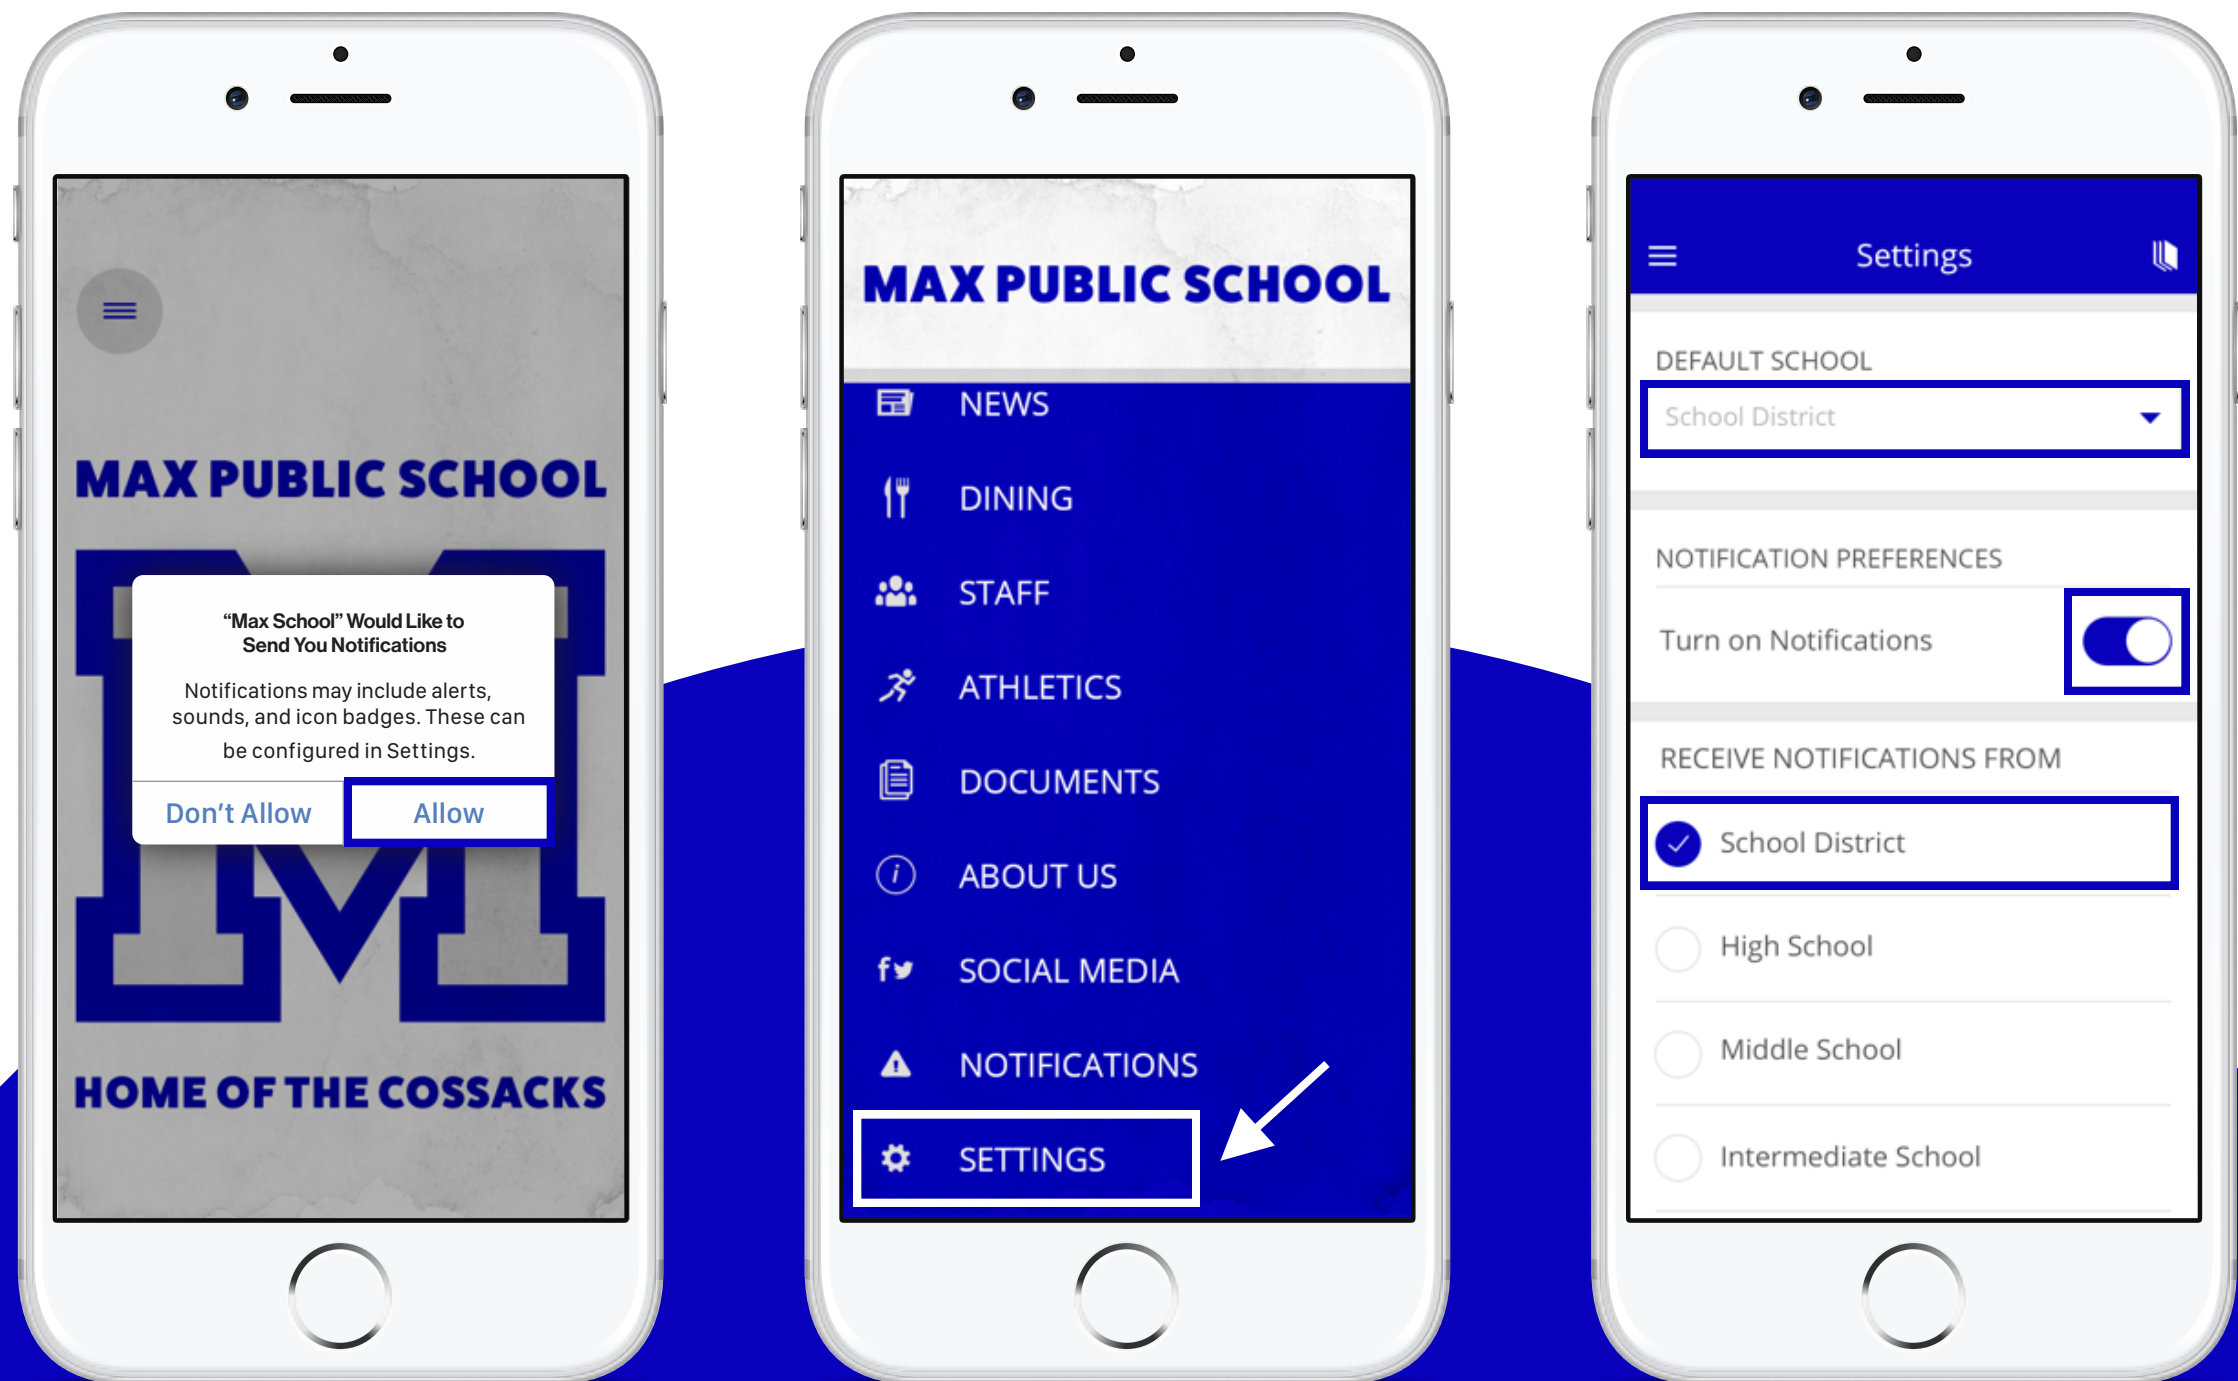 MAX PUBLIC SCHOOL
“Max School” Would Like to
Send You Notifications
Notifications may include alerts,
sounds, and icon badges. These can
be configured in Settings.
Don't Allow
Allow
M
HOME OF THE COSSACKS
MAX PUBLIC SCHOOL
NEWS
DINING
STAFF
ATHLETICS
DOCUMENTS
ABOUT US
SOCIAL MEDIA
NOTIFICATIONS
SETTINGS
Settings
DEFAULT SCHOOL
School District
NOTIFICATION PREFERENCES
Turn on Notifications
RECEIVE NOTIFICATIONS FROM
School District
High School
Middle School
Intermediate School